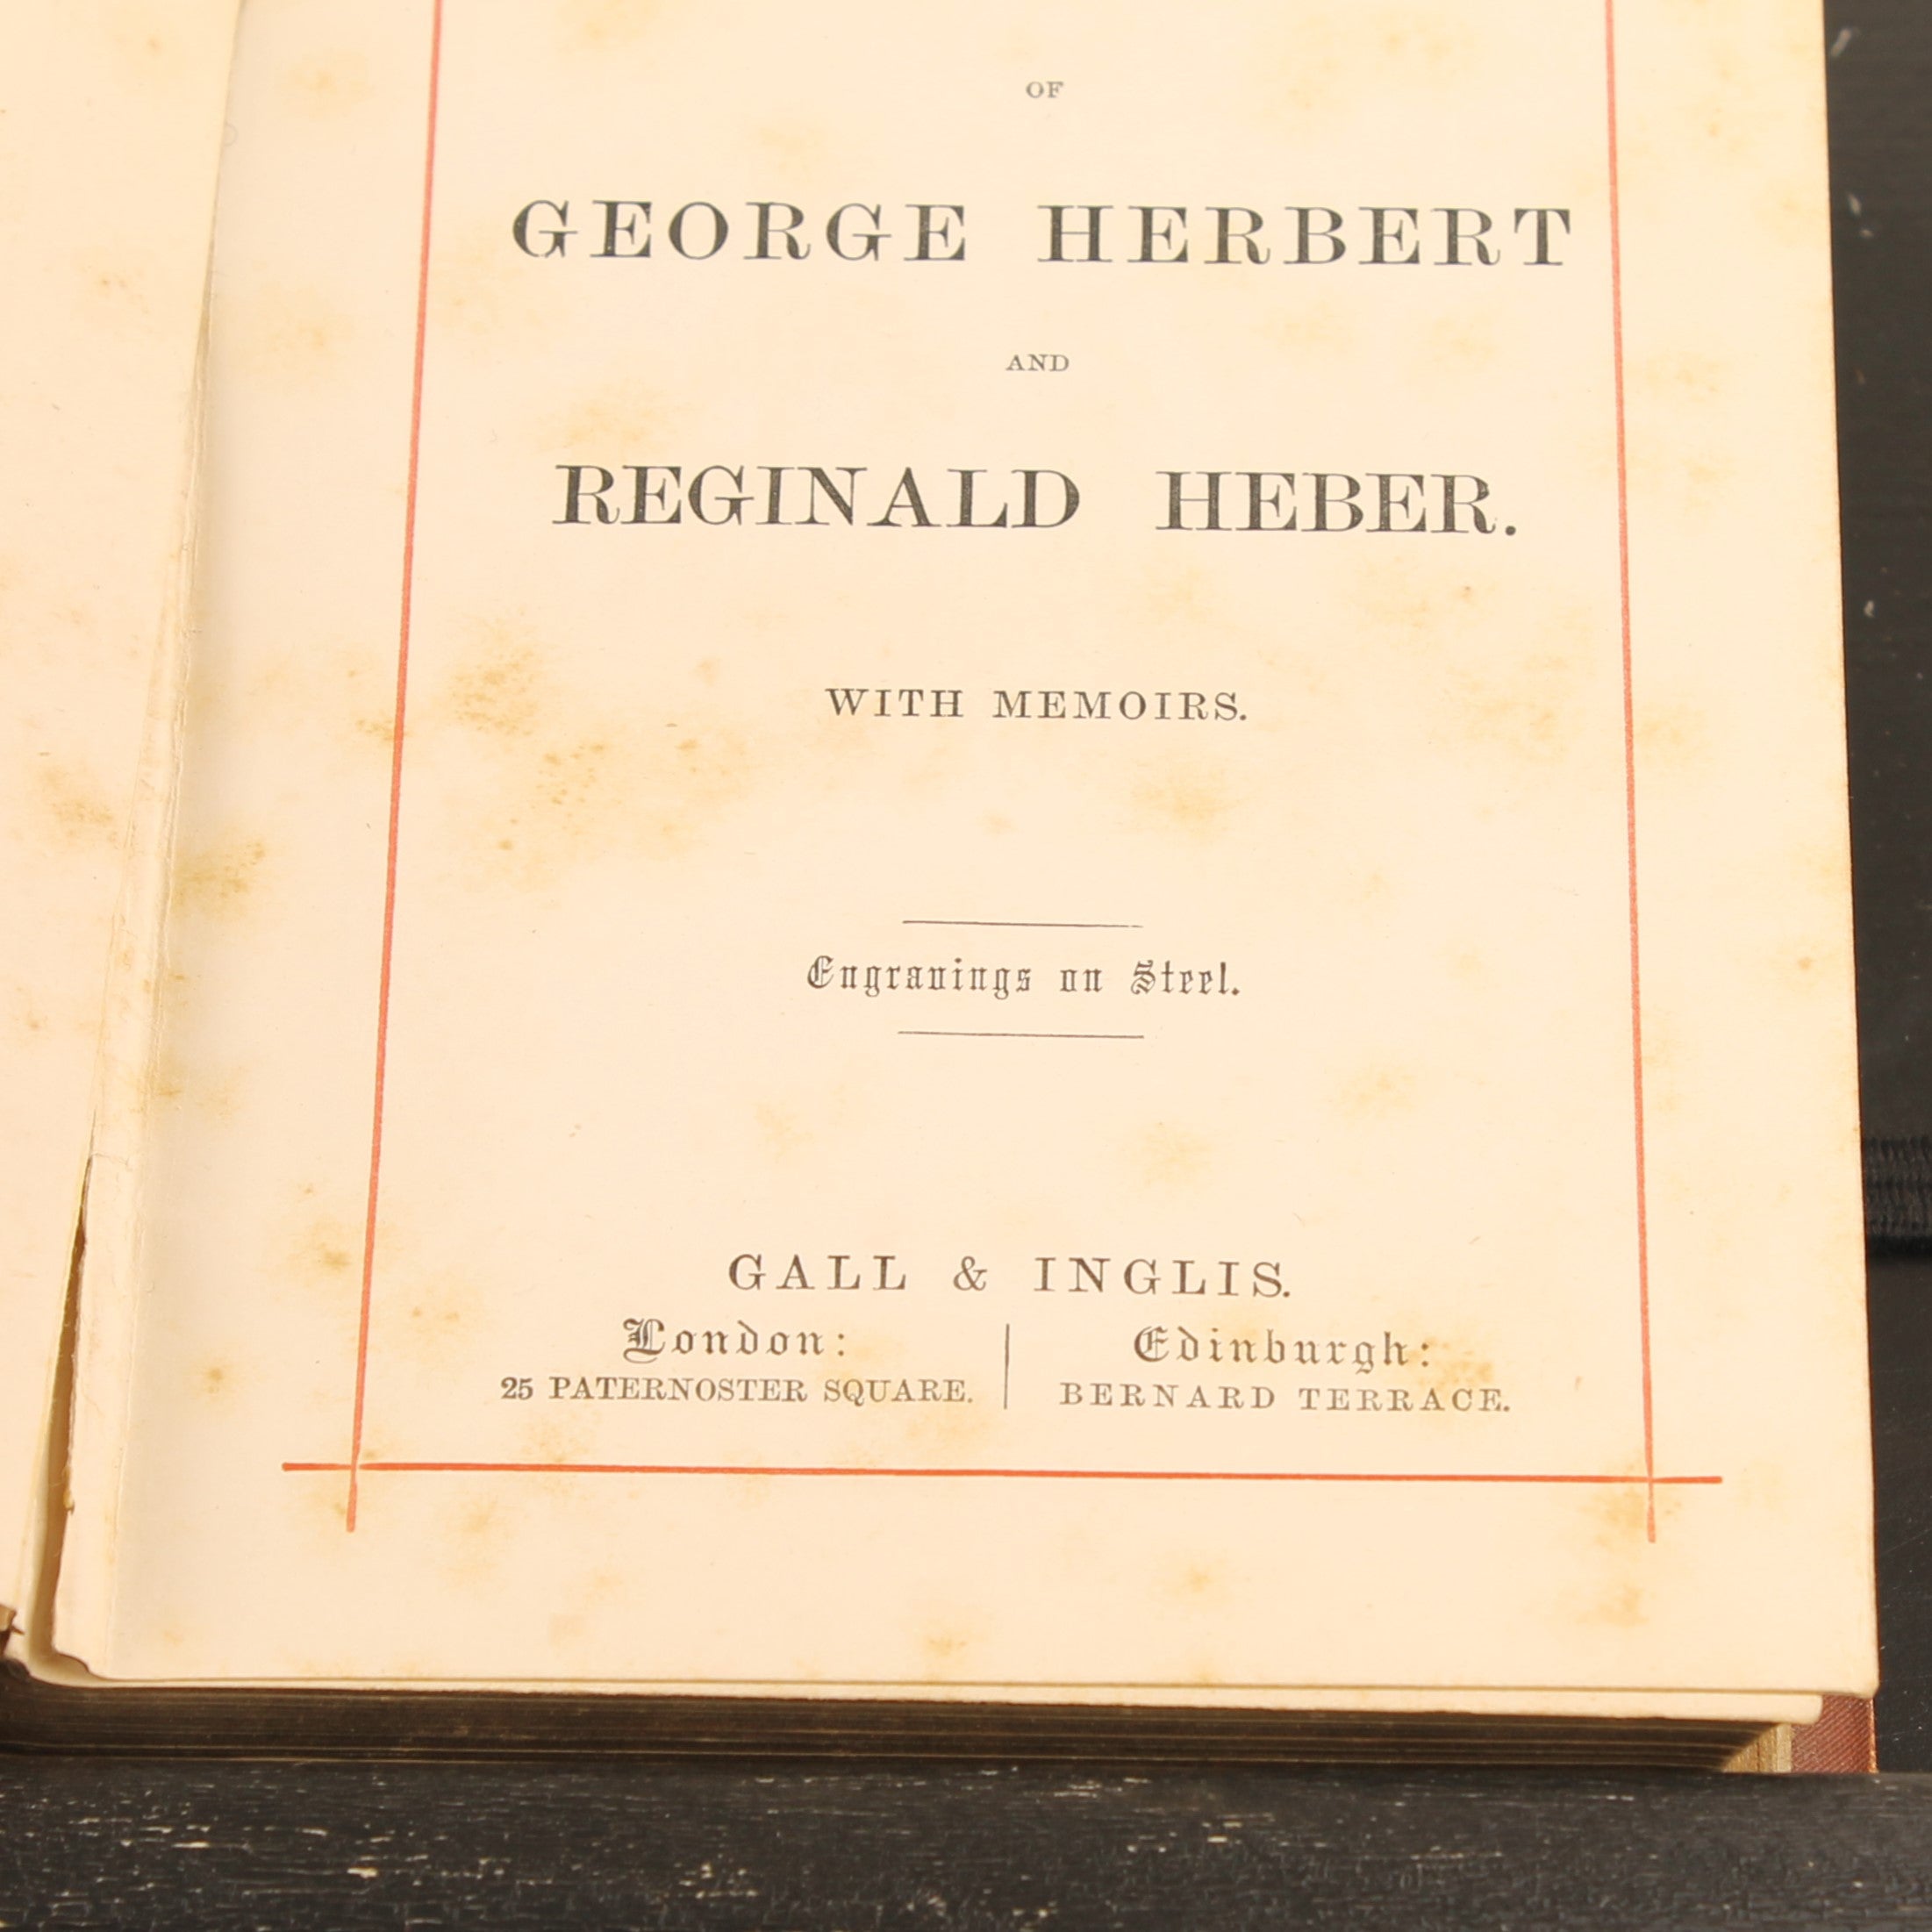 OF
GEORGE HERBERT
AND
REGINALD HEBER.
WITH MEMOIRS.
Engravings on Steel.
GALL & INGLIS.
London: Edinburgh:
25 PATERNOSTER SQUARE. BERNARD TERRACE.